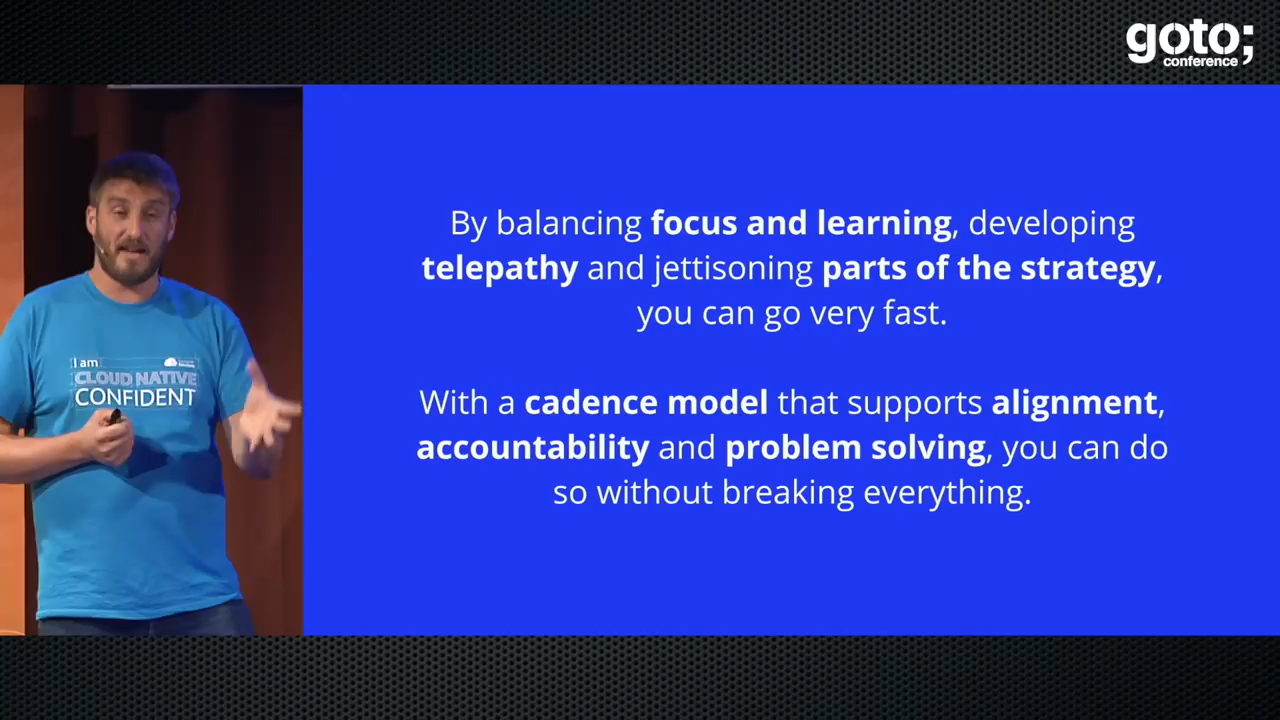 goto;
conference
By balancing focus and learning, developing
telepathy and jettisoning parts of the strategy,
you can go very fast.
With a cadence model that supports alignment,
accountability and problem solving, you can do
so without breaking everything.
I am
CLOUD NATIVE
CONFIDENT